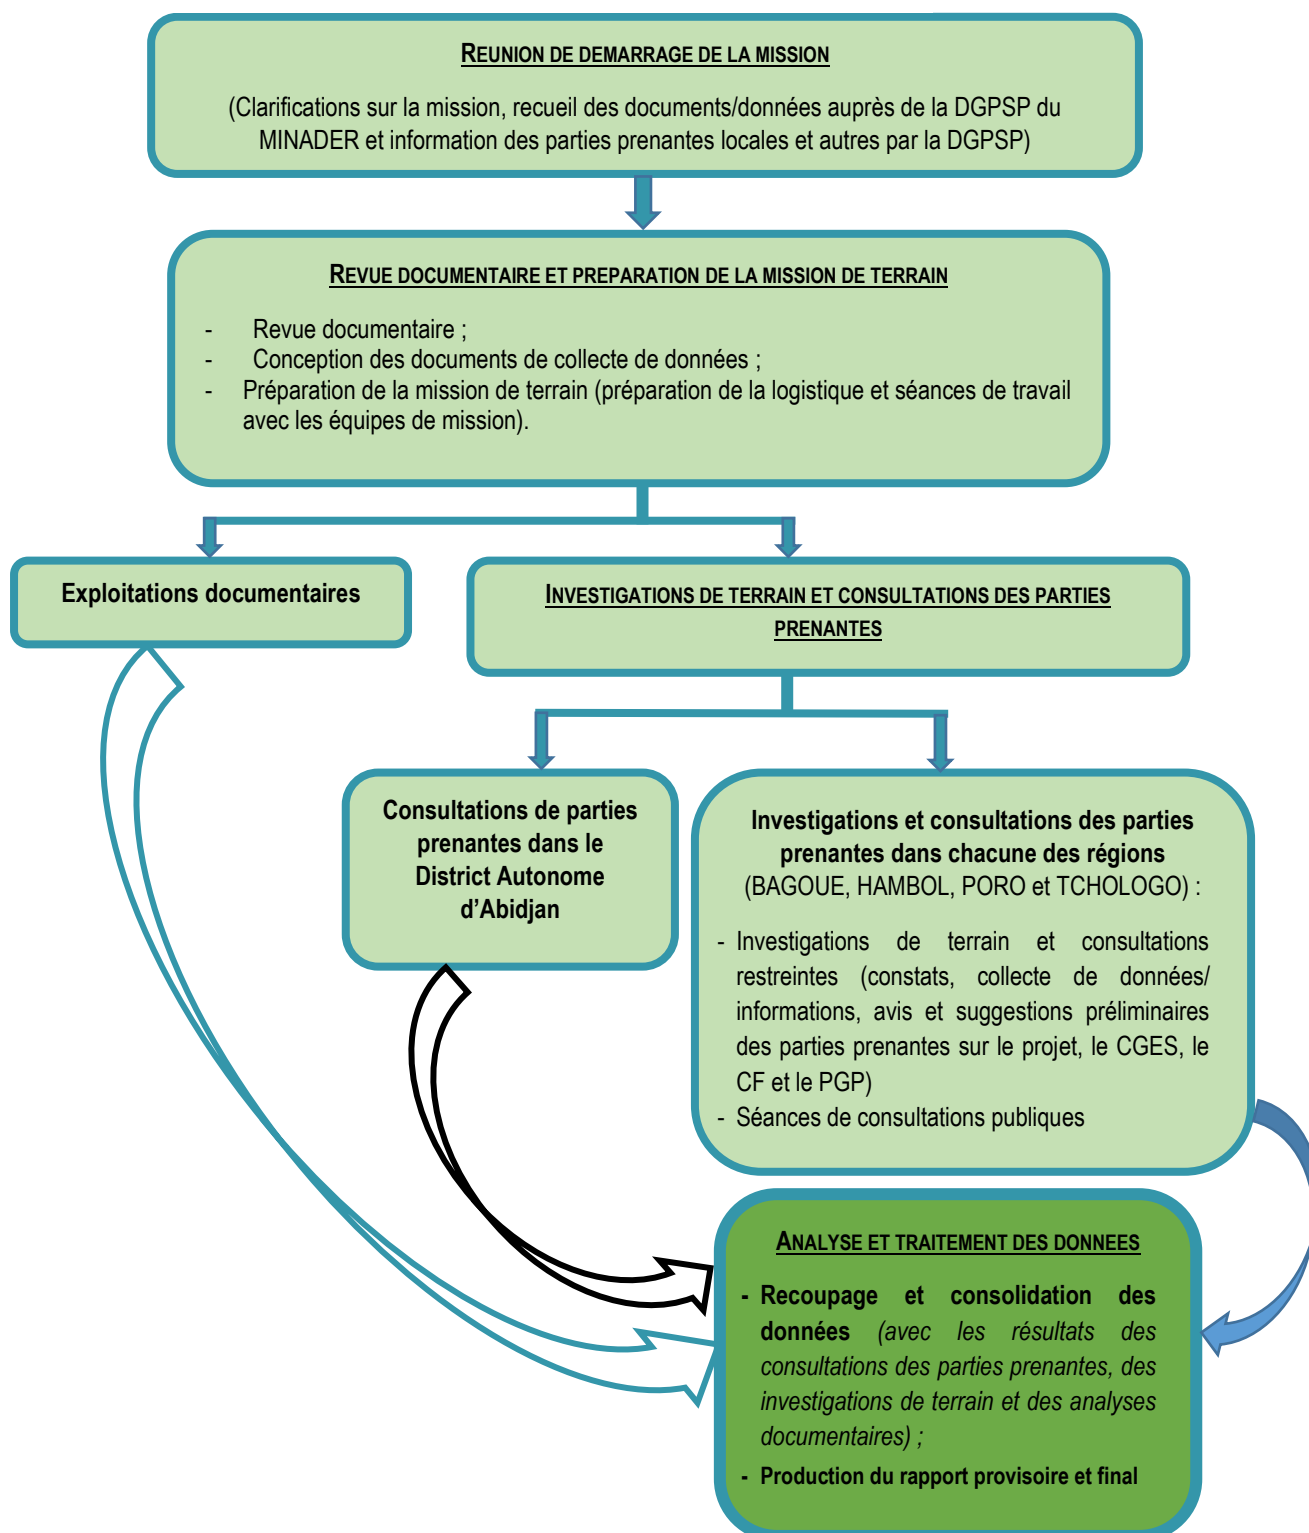 REUNION DE DEMARRAGE DE LA MISSION
(Clarifications sur la mission, recueil des documents/données auprès de la DGPSP du
MINADER et information des parties prenantes locales et autres par la DGPSP)
REVUE DOCUMENTAIRE ET PREPARATION DE LA MISSION DE TERRAIN
- Revue documentaire ;
- Conception des documents de collecte de données ;
- Préparation de la mission de terrain (préparation de la logistique et séances de travail
avec les équipes de mission).
Exploitations documentaires
INVESTIGATIONS DE TERRAIN ET CONSULTATIONS DES PARTIES
PRENANTES
Consultations de parties
prenantes dans le
District Autonome
d’Abidjan
Investigations et consultations des parties
prenantes dans chacune des régions
(BAGOUE, HAMBOL, PORO et TCHOLOGO) :
- Investigations de terrain et consultations
restreintes (constats, collecte de données/
informations, avis et suggestions préliminaires
des parties prenantes sur le projet, le CGES, le
CF et le PGP)
- Séances de consultations publiques
ANALYSE ET TRAITEMENT DES DONNEES
- Recoupage et consolidation des
données (avec les résultats des
consultations des parties prenantes, des
investigations de terrain et des analyses
documentaires) ;
- Production du rapport provisoire et final